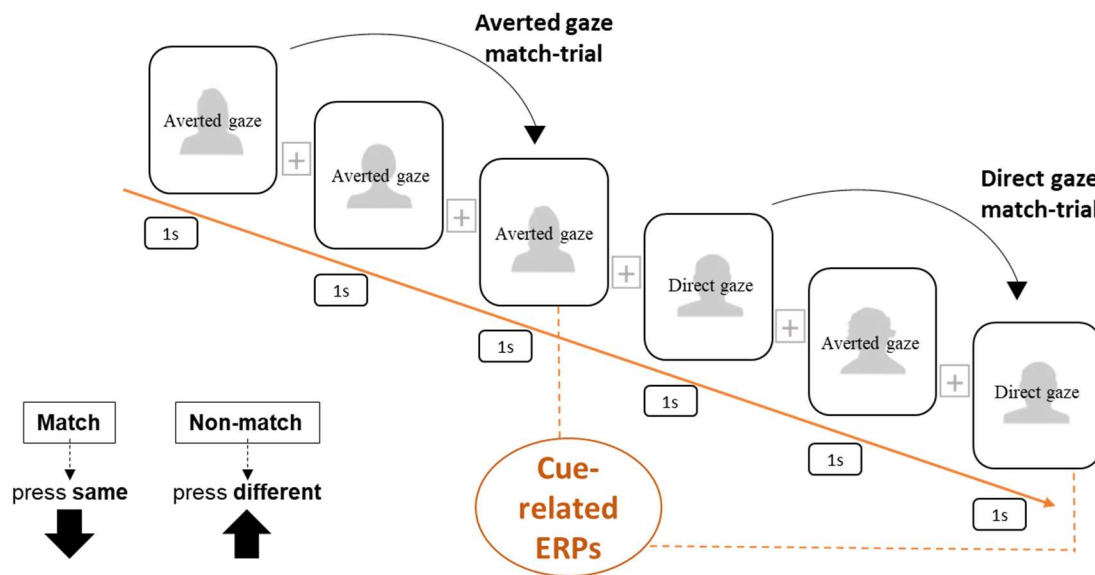 Averted gaze
match-trial
Averted gaze
+
Averted gaze
+
Averted gaze
+
Direct gaze
+
Averted gaze
+
Direct gaze
Direct gaze
match-trial
1s
1s
1s
1s
1s
1s
Match
press same
Non-match
press different
Cue-
related
ERPs